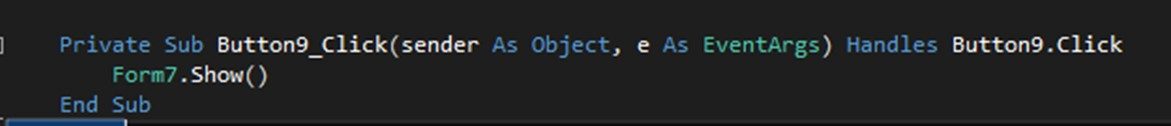 Private Sub Button9_Click(sender As Object, e As EventArgs) Handles Button9.Click
Form7.Show()
End Sub